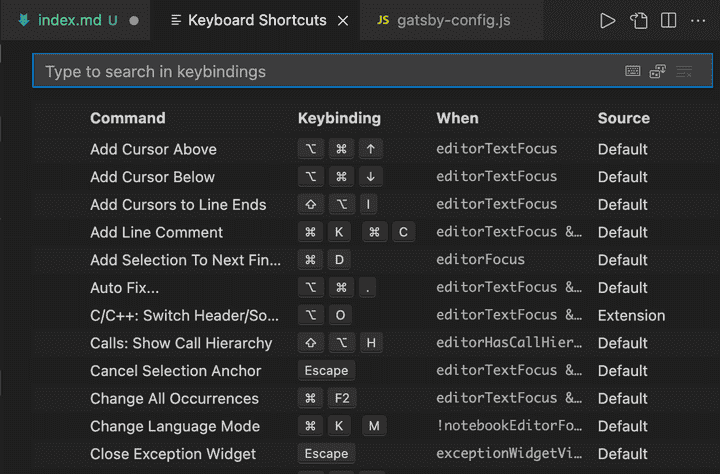 index.md U
Keyboard Shortcuts
JS gatsby-config.js
Type to search in keybindings
Command Keybinding When Source
Add Cursor Above ⌥ ⌘ ↑ editorTextFocus Default
Add Cursor Below ⌥ ⌘ ↓ editorTextFocus Default
Add Cursors to Line Ends ⇧ ⌥ I editorTextFocus Default
Add Line Comment ⌘ K ⌘ C editorTextFocus &… Default
Add Selection To Next Fin… ⌘ D editorFocus Default
Auto Fix... ⌥ ⌘ . editorTextFocus &… Default
C/C++: Switch Header/So… ⌥ O editorTextFocus &… Extension
Calls: Show Call Hierarchy ⇧ ⌥ H editorHasCallHier… Default
Cancel Selection Anchor Escape editorTextFocus &… Default
Change All Occurrences ⌘ F2 editorTextFocus &… Default
Change Language Mode ⌘ K M !notebookEditorFo… Default
Close Exception Widget Escape exceptionWidgetVi… Default